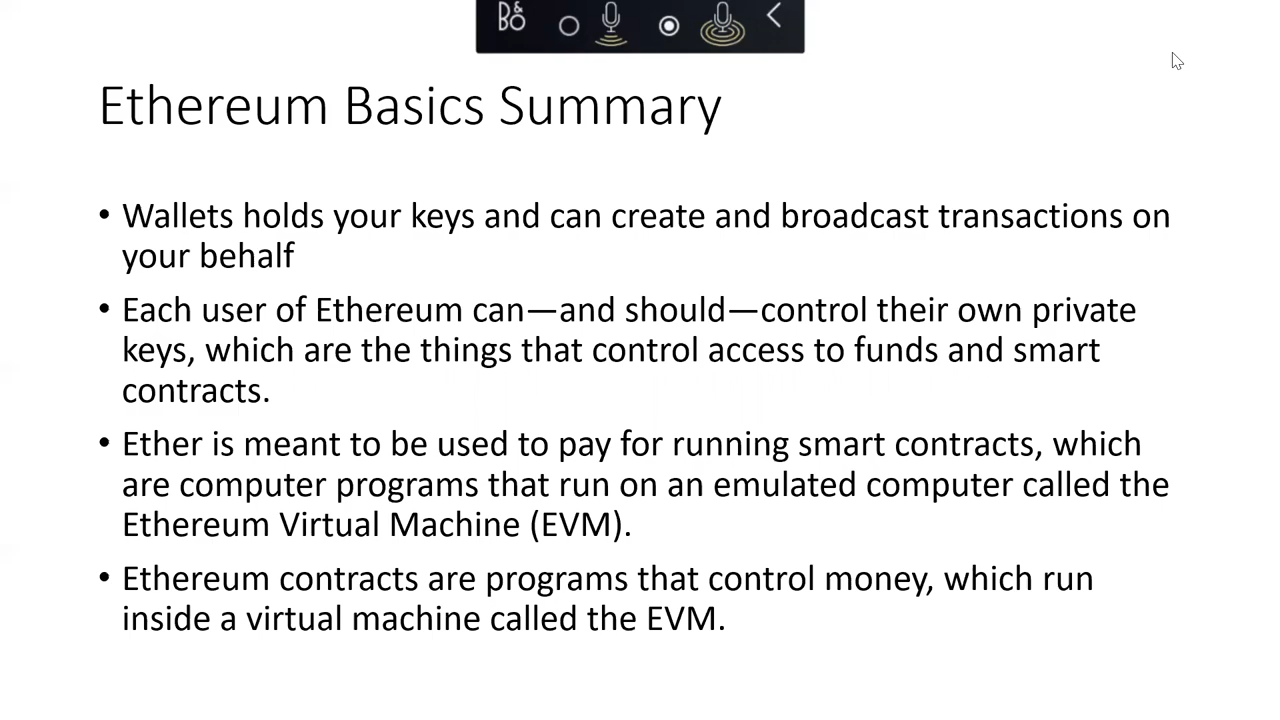 B&O
Ethereum Basics Summary
• Wallets holds your keys and can create and broadcast transactions on
your behalf
• Each user of Ethereum can—and should—control their own private
keys, which are the things that control access to funds and smart
contracts.
• Ether is meant to be used to pay for running smart contracts, which
are computer programs that run on an emulated computer called the
Ethereum Virtual Machine (EVM).
• Ethereum contracts are programs that control money, which run
inside a virtual machine called the EVM.